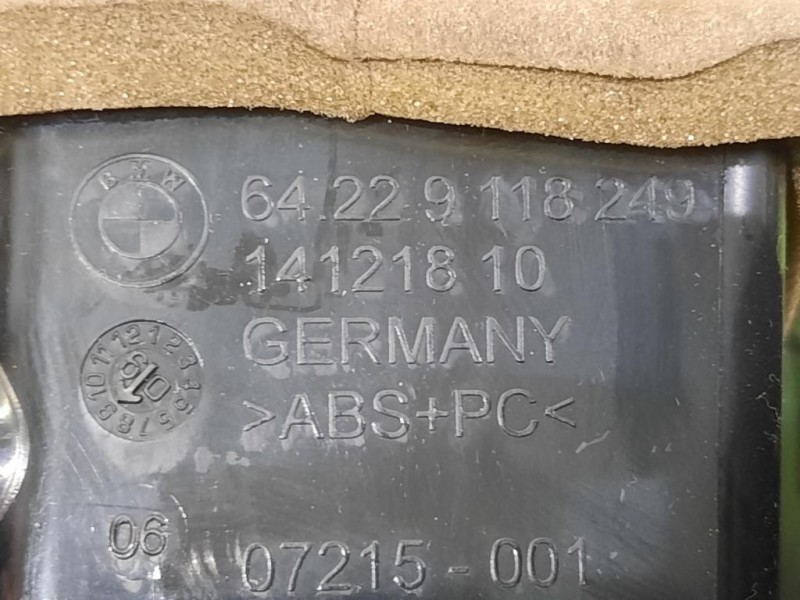 BMW
64.22 9 118 249
141218 10
GERMANY
>ABS+PC<
06
07215 - 001